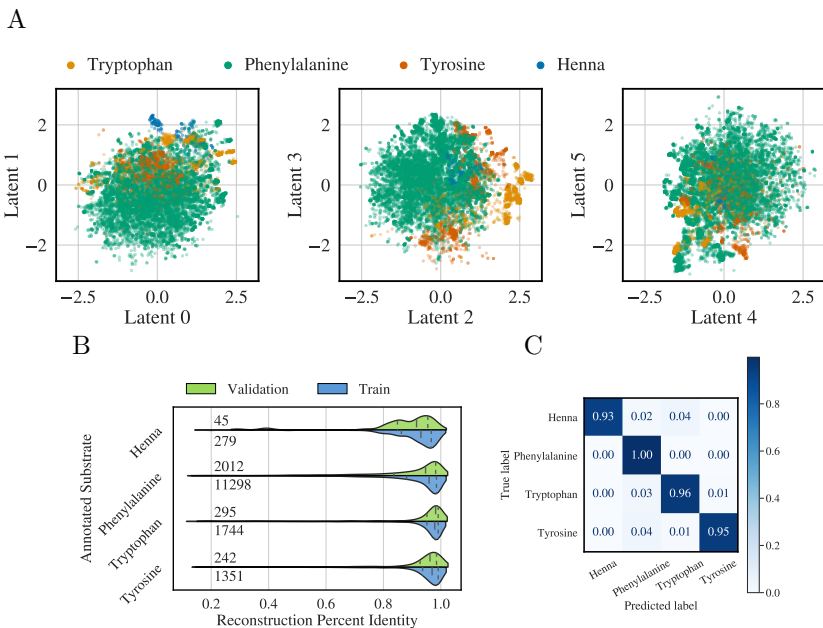 A
Tryptophan Phenylalanine Tyrosine Henna
2
0
−2
Latent 1
−2.5 0.0 2.5
Latent 0
2
0
−2
Latent 3
−2.5 0.0 2.5
Latent 2
2
0
−2
Latent 5
−2.5 0.0 2.5
Latent 4
B
Validation Train
Annotated Substrate
Henna
45
279
Phenylalanine
2012
11298
Tryptophan
295
1744
Tyrosine
242
1351
0.2 0.4 0.6 0.8 1.0
Reconstruction Percent Identity
C
True label
Henna 0.93 0.02 0.04 0.00
Phenylalanine 0.00 1.00 0.00 0.00
Tryptophan 0.00 0.03 0.96 0.01
Tyrosine 0.00 0.04 0.01 0.95
Henna Phenylalanine Tryptophan Tyrosine
Predicted label
0.8
0.6
0.4
0.2
0.0